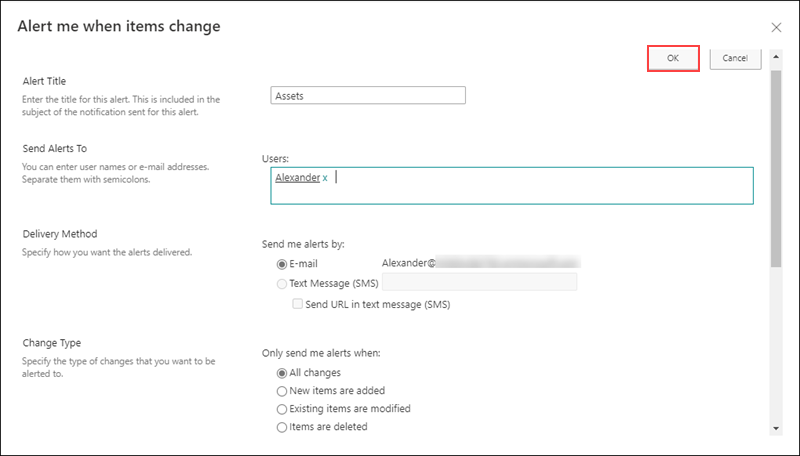 Alert me when items change
OK
Cancel
Alert Title
Enter the title for this alert. This is included in the
subject of the notification sent for this alert.
Assets
Send Alerts To
You can enter user names or e-mail addresses.
Separate them with semicolons.
Users:
Alexander x
Delivery Method
Specify how you want the alerts delivered.
Send me alerts by:
E-mail
Alexander@
Text Message (SMS)
Send URL in text message (SMS)
Change Type
Specify the type of changes that you want to be
alerted to.
Only send me alerts when:
All changes
New items are added
Existing items are modified
Items are deleted